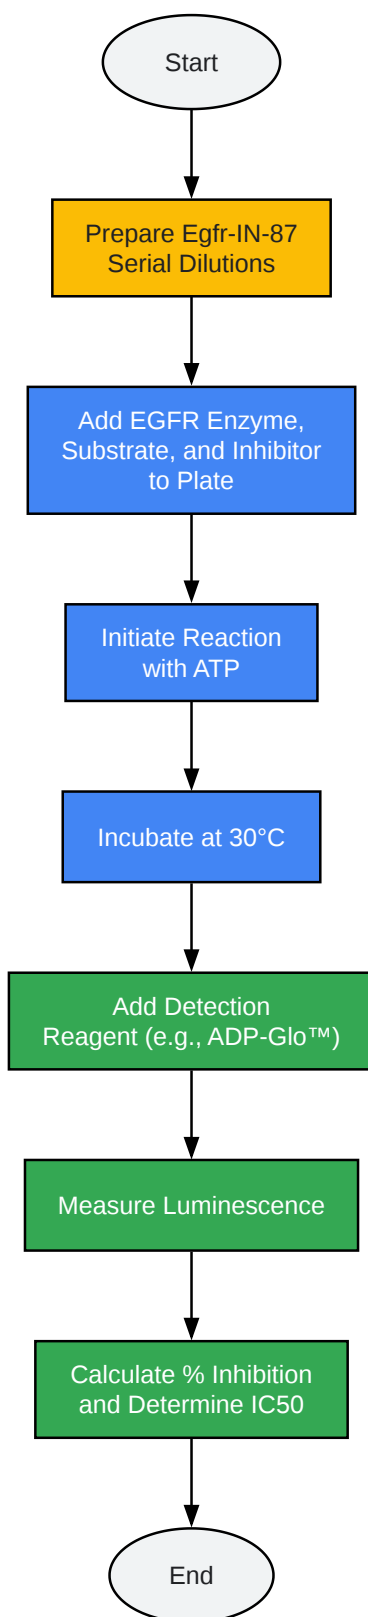 Start
Prepare Egfr-IN-87
Serial Dilutions
Add EGFR Enzyme,
Substrate, and Inhibitor
to Plate
Initiate Reaction
with ATP
Incubate at 30°C
Add Detection
Reagent (e.g., ADP-Glo™)
Measure Luminescence
Calculate % Inhibition
and Determine IC50
End